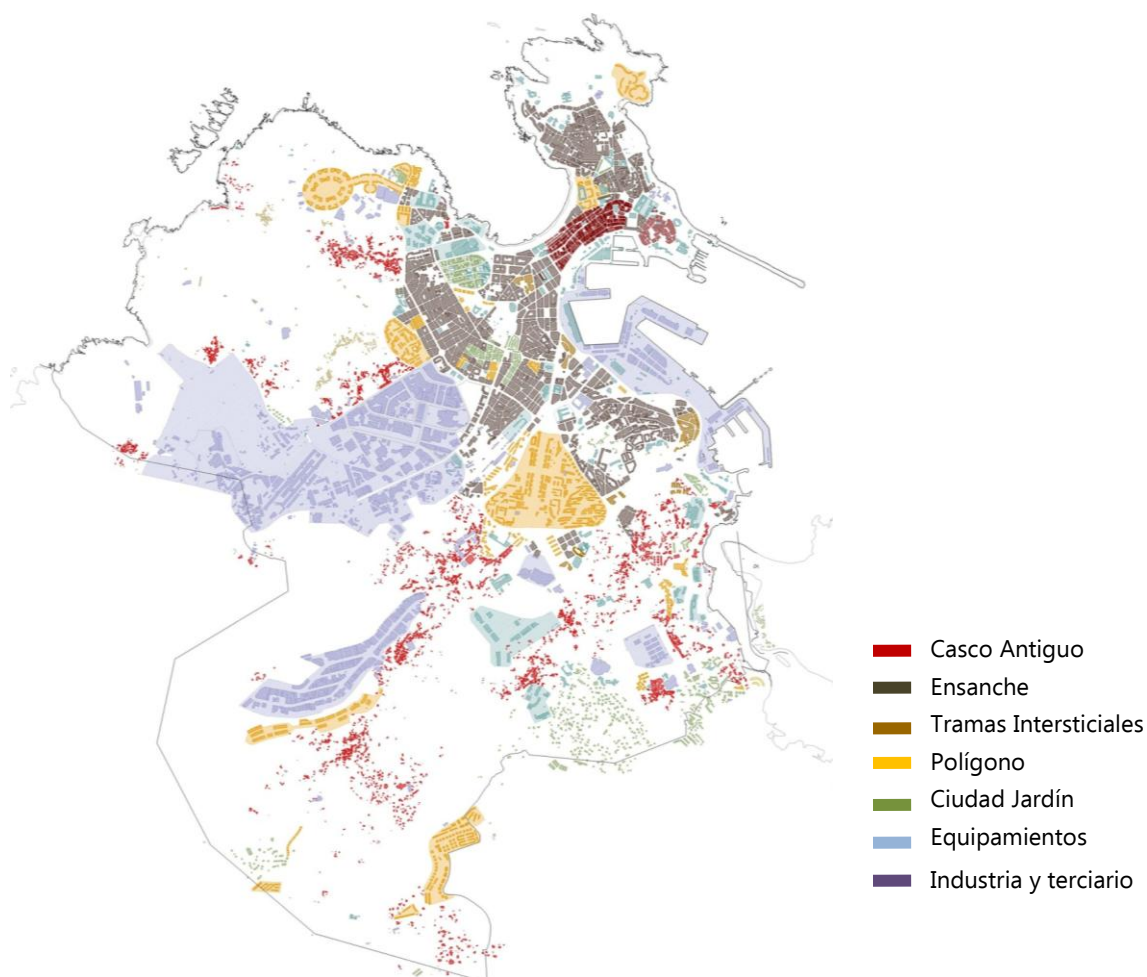 Casco Antiguo
Ensanche
Tramas Intersticiales
Polígono
Ciudad Jardín
Equipamientos
Industria y terciario